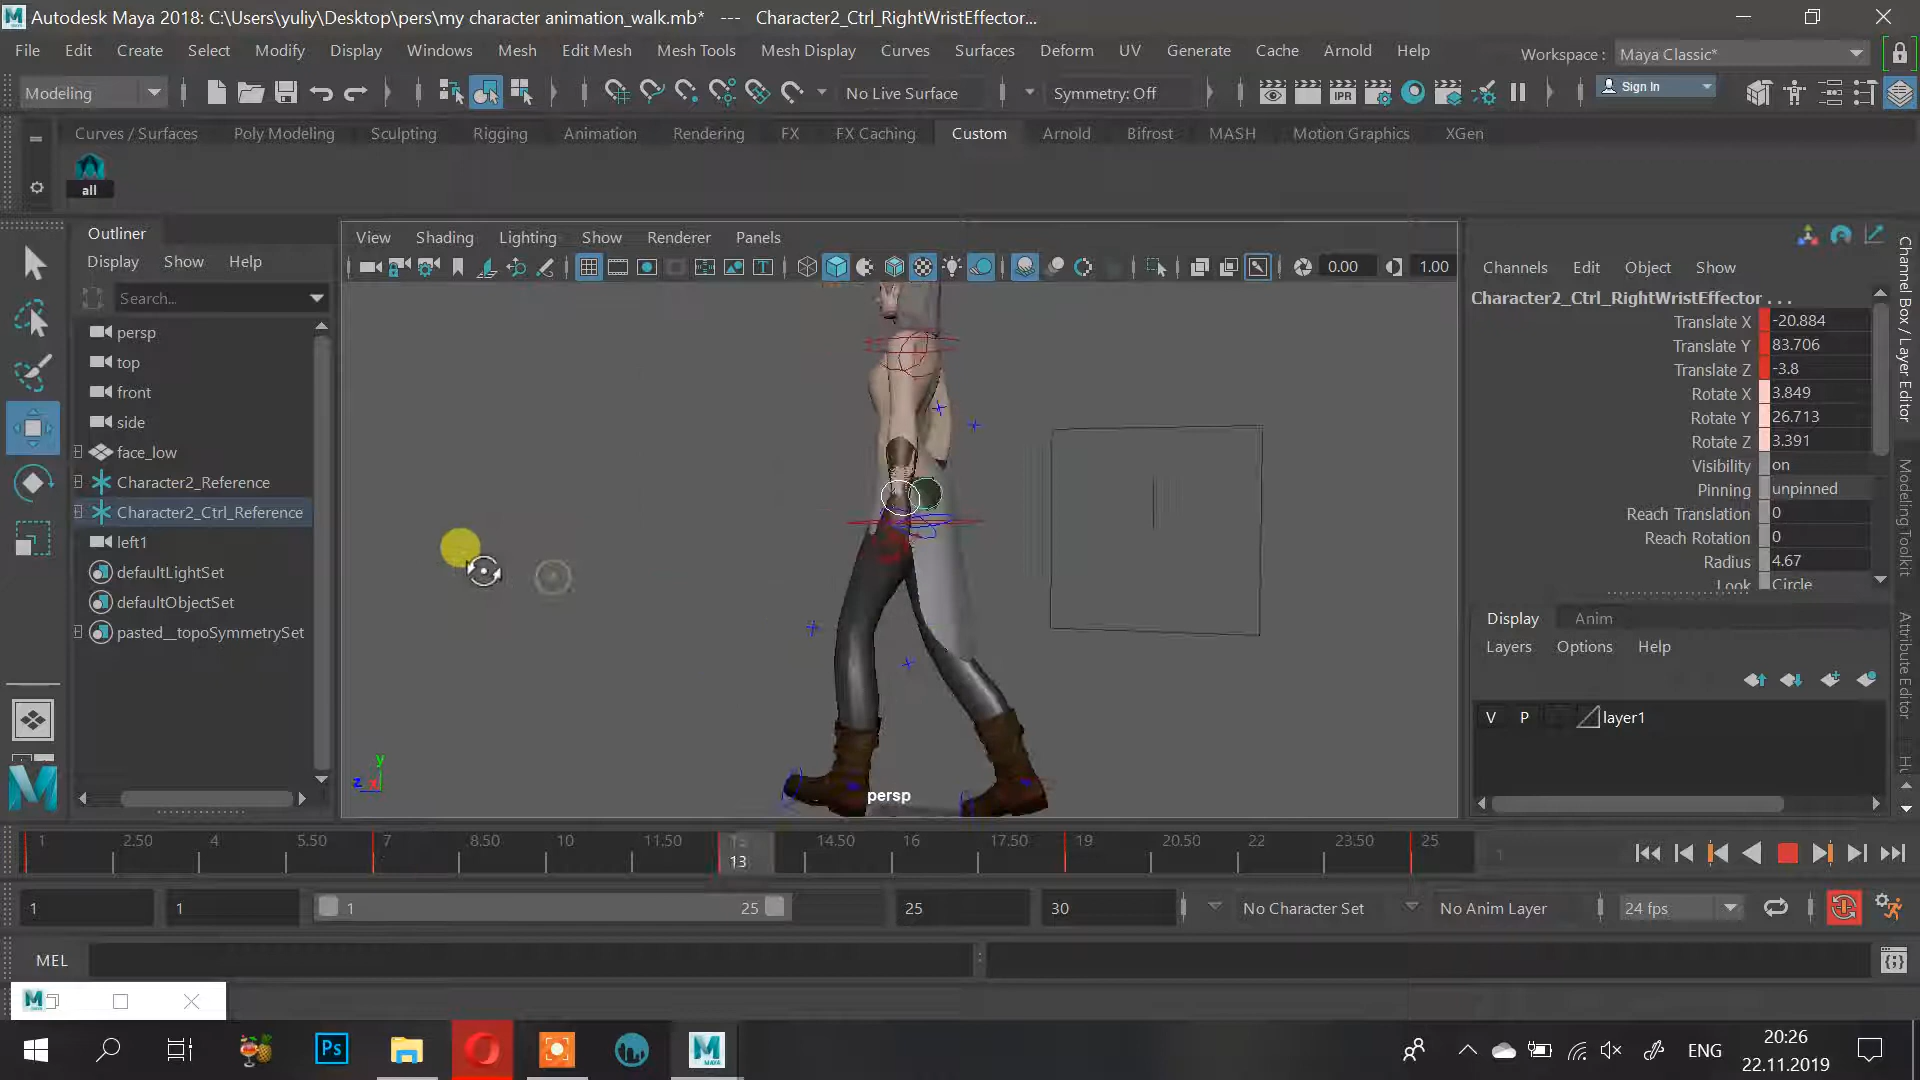 Autodesk Maya 2018: C:\Users\yuliy\Desktop\pers\my character animation_walk.mb* --- Character2_Ctrl_RightWristEffector...
File Edit Create Select Modify Display Windows Mesh Edit Mesh Mesh Tools Mesh Display Curves Surfaces Deform UV Generate Cache Arnold Help
Workspace : Maya Classic*
Modeling No Live Surface Symmetry: Off IPR Sign In
Curves / Surfaces Poly Modeling Sculpting Rigging Animation Rendering FX FX Caching Custom Arnold Bifrost MASH Motion Graphics XGen
all
Outliner
Display Show Help
Search...
persp
top
front
side
face_low
Character2_Reference
Character2_Ctrl_Reference
left1
defaultLightSet
defaultObjectSet
pasted__topoSymmetrySet
View Shading Lighting Show Renderer Panels
0.00 1.00
y
z x
persp
Channels Edit Object Show
Character2_Ctrl_RightWristEffector . . .
Translate X -20.884
Translate Y 83.706
Translate Z -3.8
Rotate X 3.849
Rotate Y 26.713
Rotate Z 3.391
Visibility on
Pinning unpinned
Reach Translation 0
Reach Rotation 0
Radius 4.67
Look Circle
Display Anim
Layers Options Help
V P layer1
Channel Box / Layer Editor
Modeling Toolkit
Attribute Editor
1 2.50 4 5.50 7 8.50 10 11.50 13 14.50 16 17.50 19 20.50 22 23.50 25 1
13
1 1 1 25 25 30 No Character Set No Anim Layer 24 fps
MEL
M
Ps
MAYA
ENG
20:26
22.11.2019